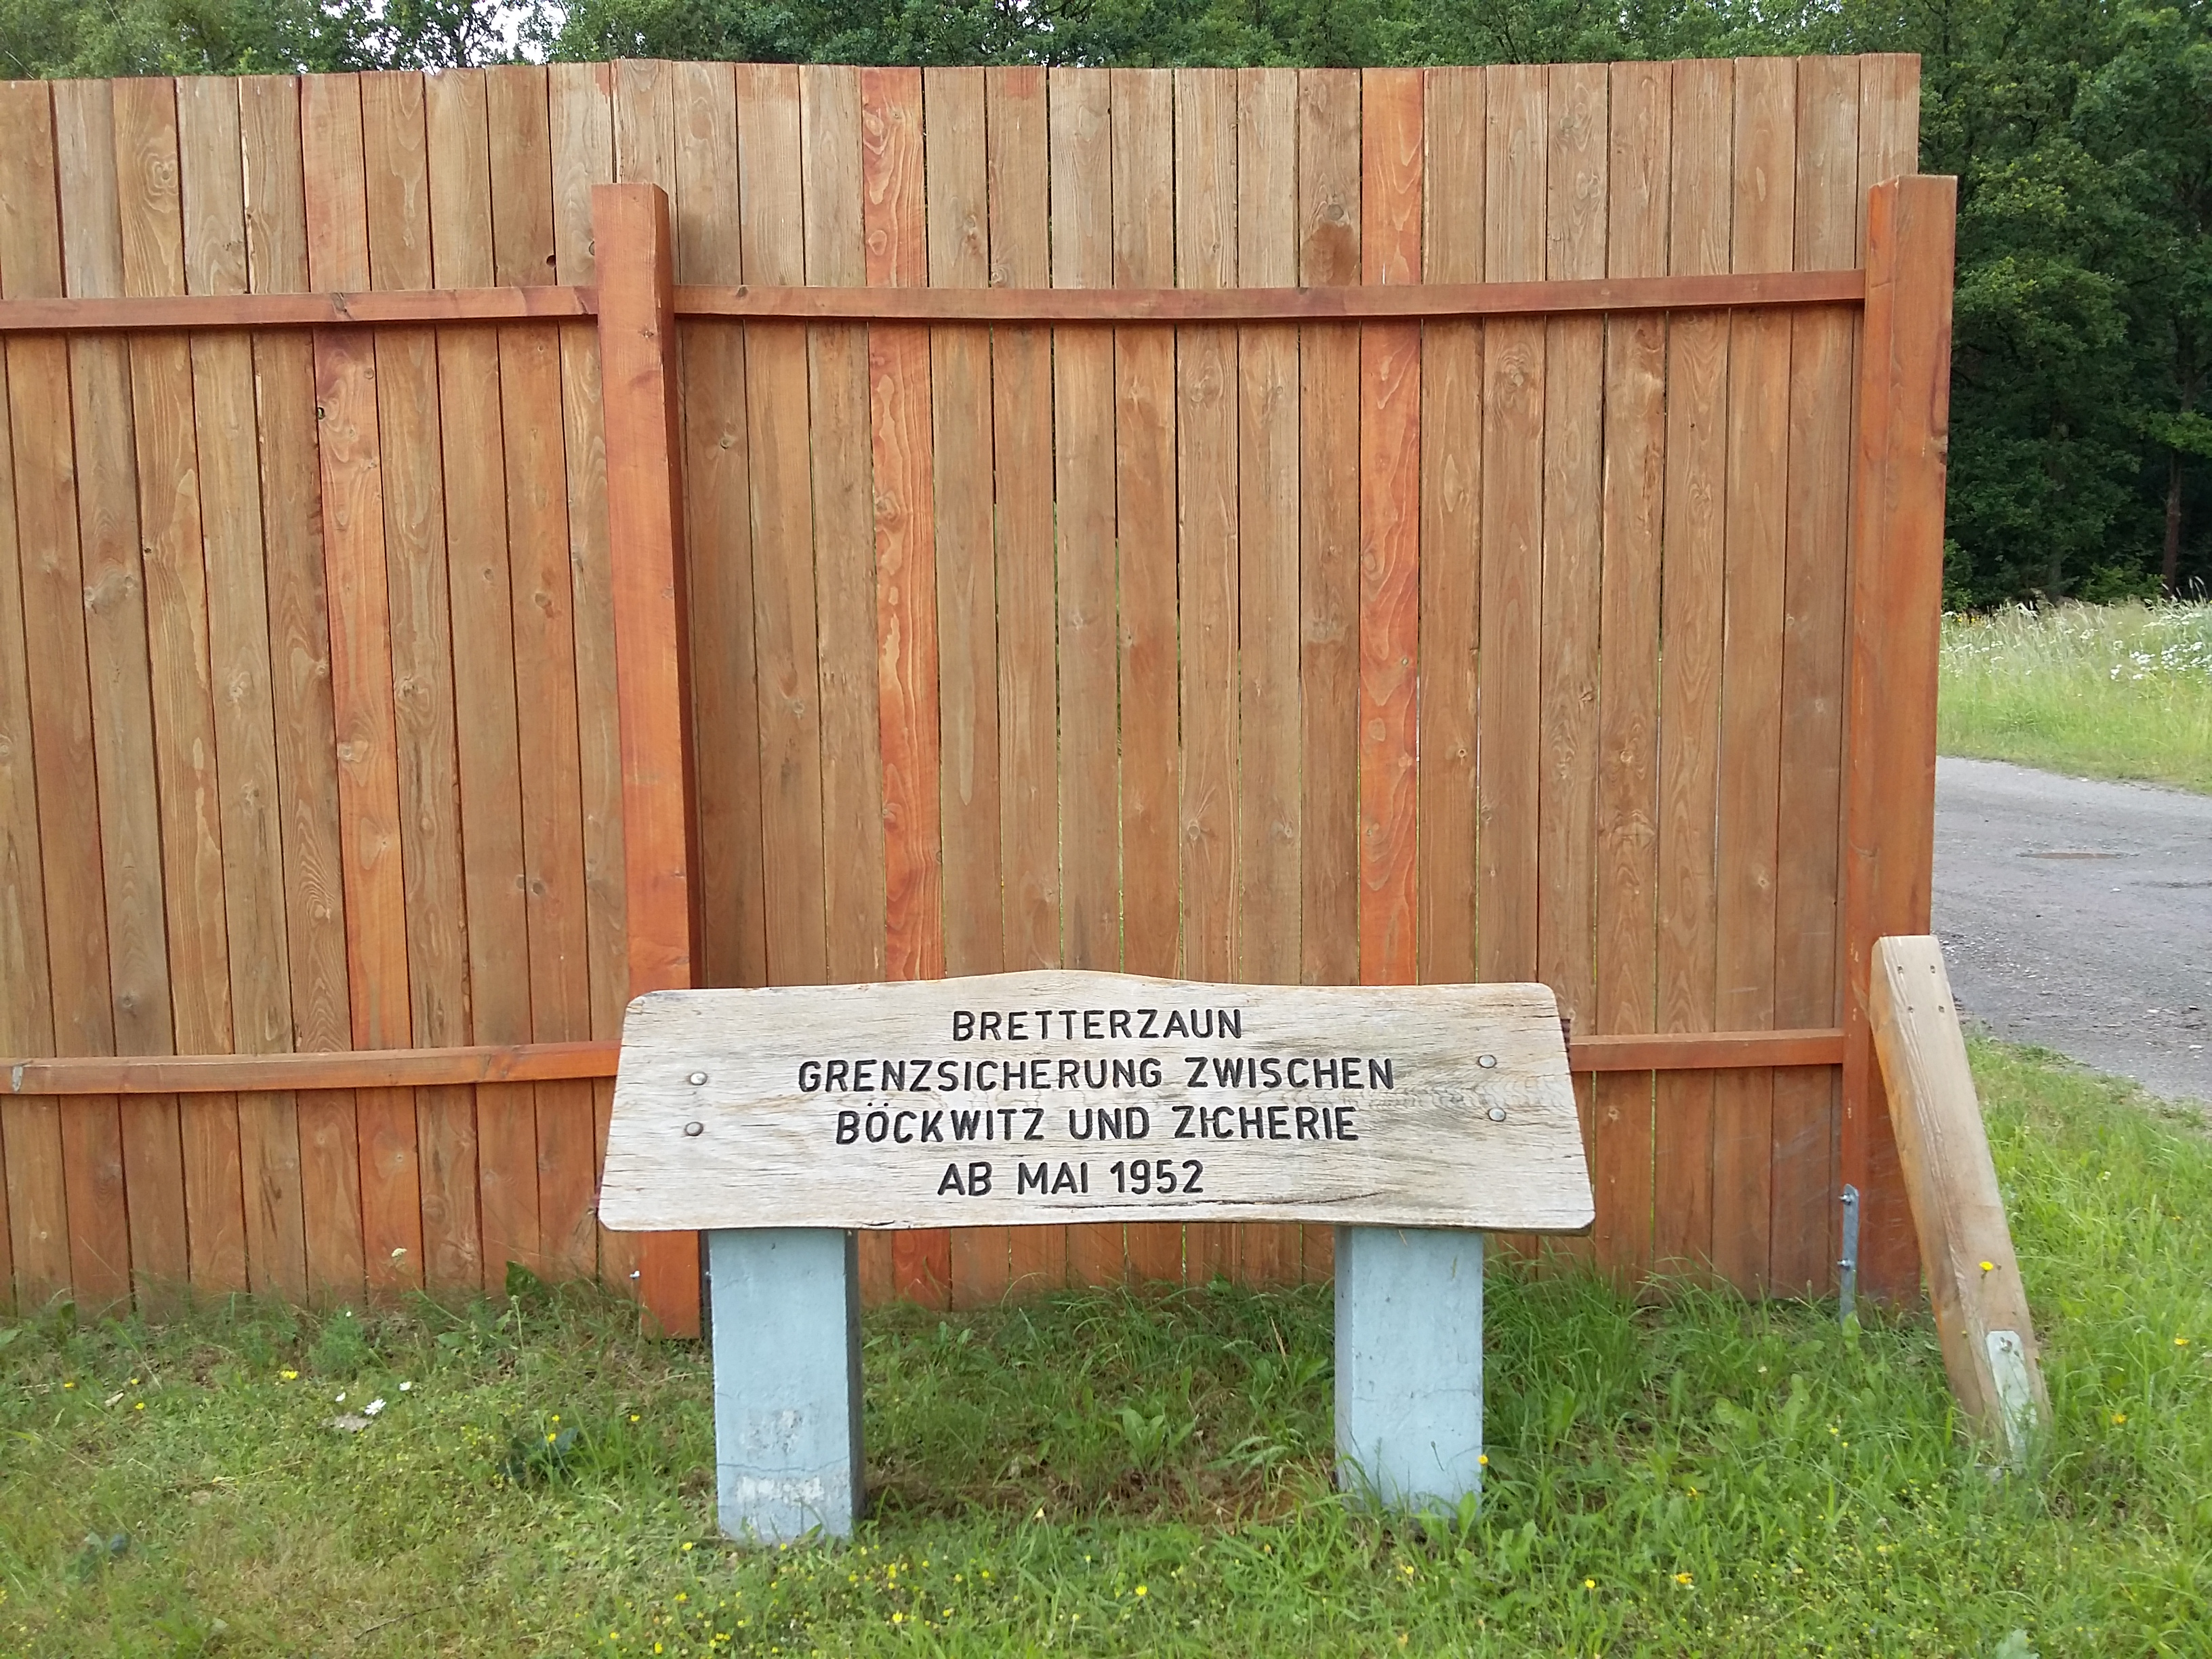 BRETTERZAUN
GRENZSICHERUNG ZWISCHEN
BÖCKWITZ UND ZICHERIE
AB MAI 1952